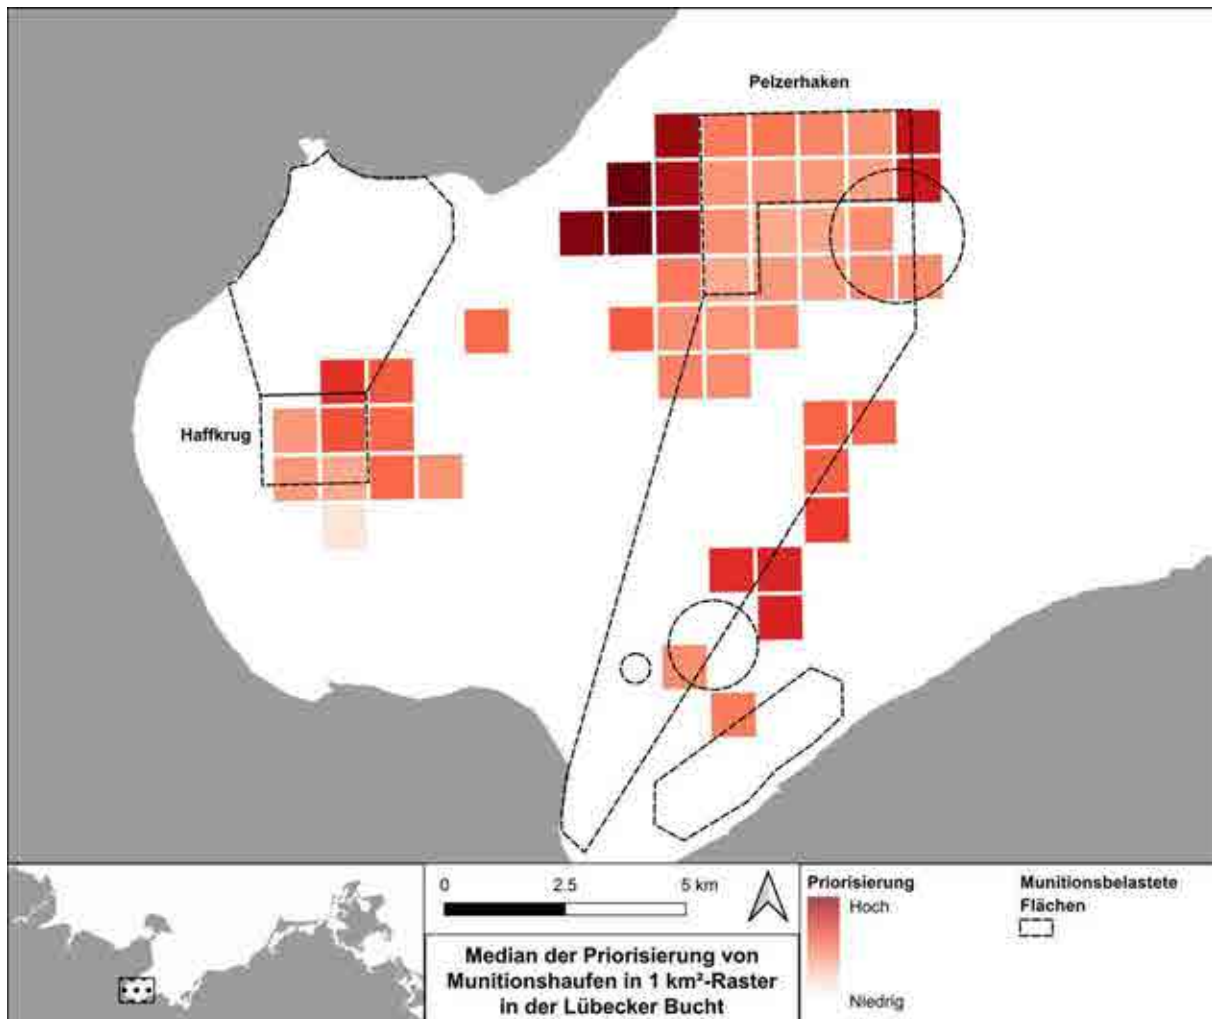 Pelzerhaken
Haffkrug
0 2.5 5 km
Median der Priorisierung von
Munitionshaufen in 1 km²-Raster
in der Lübecker Bucht
Priorisierung
Hoch
Niedrig
Munitionsbelastete
Flächen